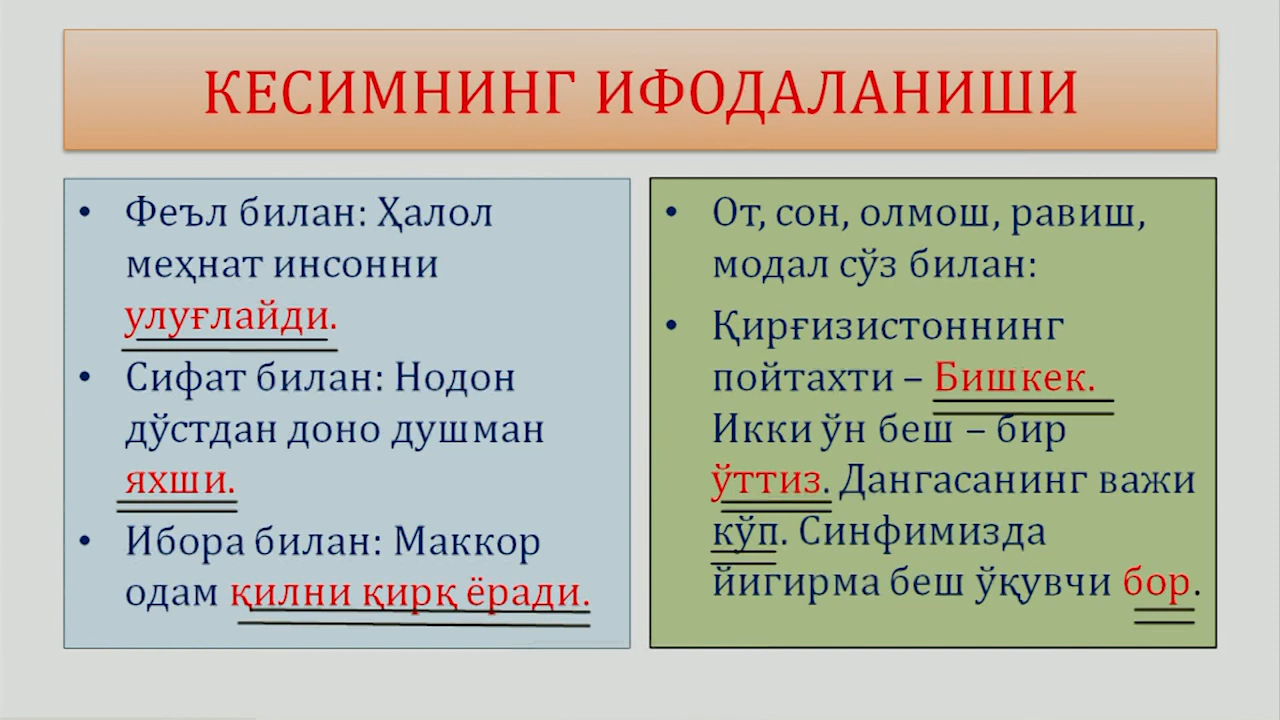 КЕСИМНИНГ ИФОДАЛАНИШИ
• Феъл билан: Ҳалол
меҳнат инсонни
улуғлайди.
• Сифат билан: Нодон
дўстдан доно душман
яхши.
• Ибора билан: Маккор
одам қилни қирқ ёради.
• От, сон, олмош, равиш,
модал сўз билан:
• Қирғизистоннинг
пойтахти – Бишкек.
Икки ўн беш – бир
ўттиз. Дангасанинг важи
кўп. Синфимизда
йигирма беш ўқувчи бор.